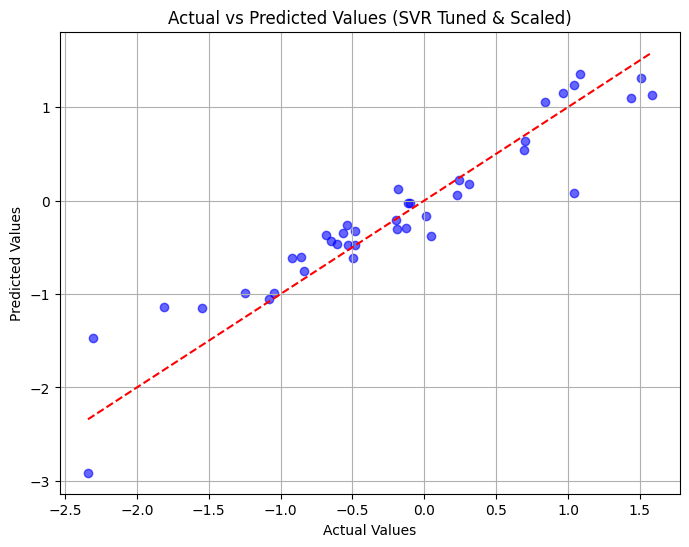 Actual vs Predicted Values (SVR Tuned & Scaled)
Predicted Values
1
0
−1
−2
−3
−2.5 −2.0 −1.5 −1.0 −0.5 0.0 0.5 1.0 1.5
Actual Values